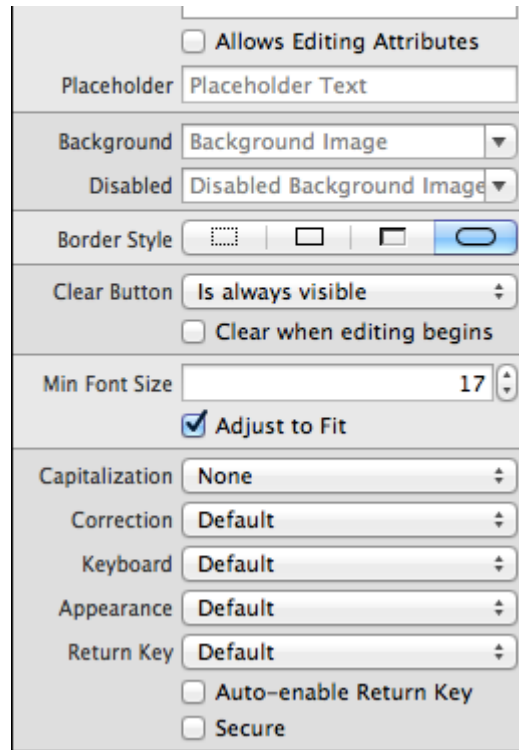 Allows Editing Attributes
Placeholder Placeholder Text
Background Background Image
Disabled Disabled Background Image
Border Style
Clear Button Is always visible
Clear when editing begins
Min Font Size 17
Adjust to Fit
Capitalization None
Correction Default
Keyboard Default
Appearance Default
Return Key Default
Auto-enable Return Key
Secure